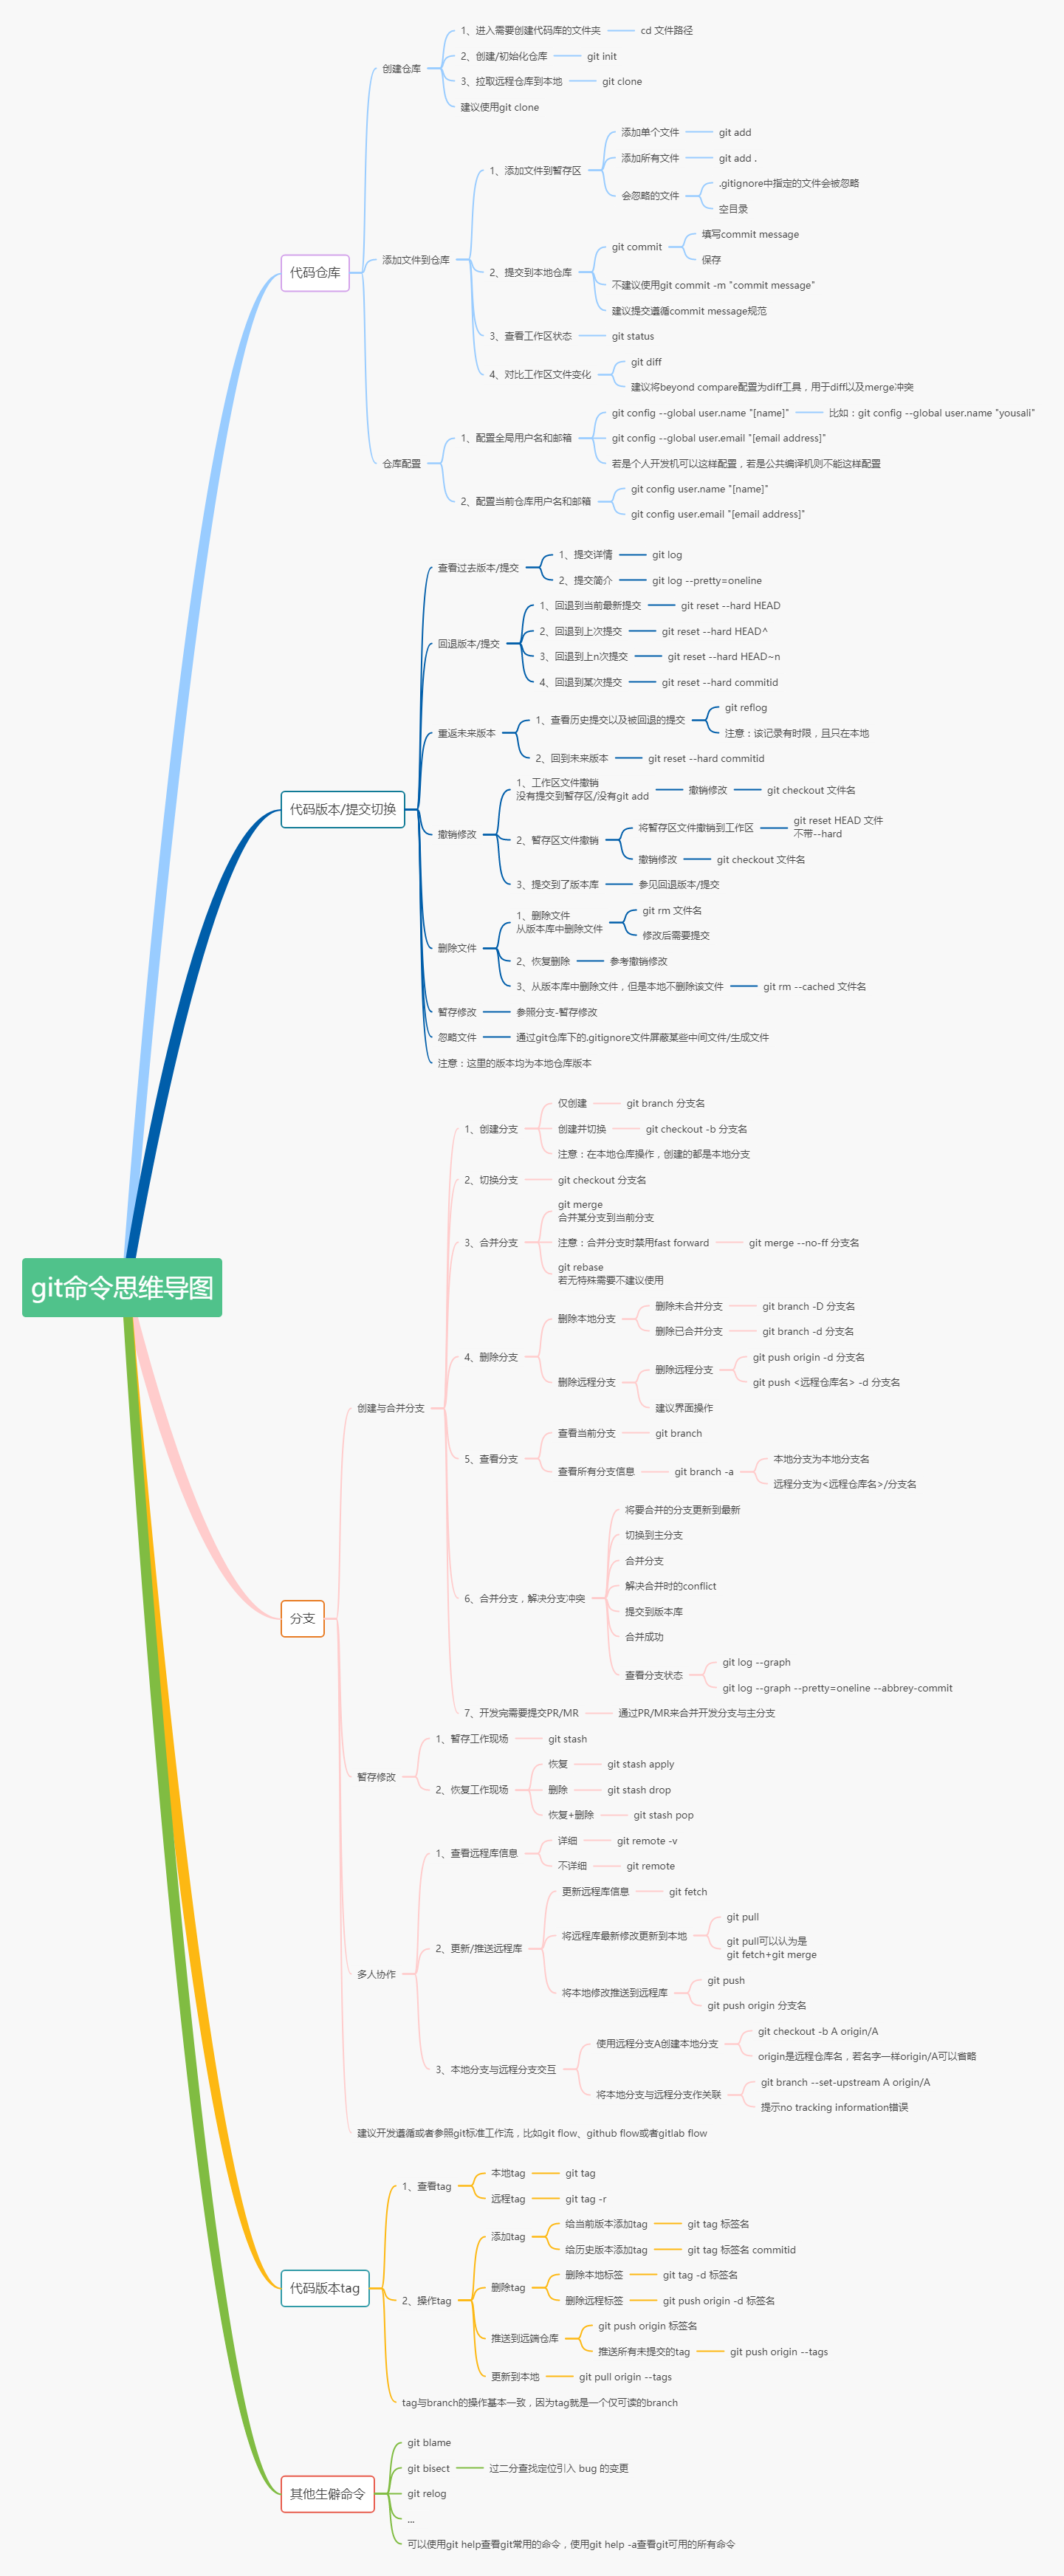 git命令思维导图
代码仓库
创建仓库
1、进入需要创建代码库的文件夹
cd 文件路径
2、创建/初始化仓库
git init
3、拉取远程仓库到本地
git clone
建议使用git clone
添加文件到仓库
1、添加文件到暂存区
添加单个文件
git add
添加所有文件
git add .
会忽略的文件
.gitignore中指定的文件会被忽略
空目录
2、提交到本地仓库
git commit
填写commit message
保存
不建议使用git commit -m "commit message"
建议提交遵循commit message规范
3、查看工作区状态
git status
4、对比工作区文件变化
git diff
建议将beyond compare配置为diff工具，用于diff以及merge冲突
仓库配置
1、配置全局用户名和邮箱
git config --global user.name "[name]"
比如：git config --global user.name "yousali"
git config --global user.email "[email address]"
若是个人开发机可以这样配置，若是公共编译机则不能这样配置
2、配置当前仓库用户名和邮箱
git config user.name "[name]"
git config user.email "[email address]"
代码版本/提交切换
查看过去版本/提交
1、提交详情
git log
2、提交简介
git log --pretty=oneline
回退版本/提交
1、回退到当前最新提交
git reset --hard HEAD
2、回退到上次提交
git reset --hard HEAD^
3、回退到上n次提交
git reset --hard HEAD~n
4、回退到某次提交
git reset --hard commitid
重返未来版本
1、查看历史提交以及被回退的提交
git reflog
注意：该记录有时限，且只在本地
2、回到未来版本
git reset --hard commitid
撤销修改
1、工作区文件撤销
没有提交到暂存区/没有git add
撤销修改
git checkout 文件名
2、暂存区文件撤销
将暂存区文件撤销到工作区
git reset HEAD 文件
不带--hard
撤销修改
git checkout 文件名
3、提交到了版本库
参见回退版本/提交
删除文件
1、删除文件
从版本库中删除文件
git rm 文件名
修改后需要提交
2、恢复删除
参考撤销修改
3、从版本库中删除文件，但是本地不删除该文件
git rm --cached 文件名
暂存修改
参照分支-暂存修改
忽略文件
通过git仓库下的.gitignore文件屏蔽某些中间文件/生成文件
注意：这里的版本均为本地仓库版本
分支
创建与合并分支
1、创建分支
仅创建
git branch 分支名
创建并切换
git checkout -b 分支名
注意：在本地仓库操作，创建的都是本地分支
2、切换分支
git checkout 分支名
3、合并分支
git merge
合并某分支到当前分支
注意：合并分支时禁用fast forward
git merge --no-ff 分支名
git rebase
若无特殊需要不建议使用
4、删除分支
删除本地分支
删除未合并分支
git branch -D 分支名
删除已合并分支
git branch -d 分支名
删除远程分支
删除远程分支
git push origin -d 分支名
git push <远程仓库名> -d 分支名
建议界面操作
5、查看分支
查看当前分支
git branch
查看所有分支信息
git branch -a
本地分支为本地分支名
远程分支为<远程仓库名>/分支名
6、合并分支，解决分支冲突
将要合并的分支更新到最新
切换到主分支
合并分支
解决合并时的conflict
提交到版本库
合并成功
查看分支状态
git log --graph
git log --graph --pretty=oneline --abbrey-commit
7、开发完需要提交PR/MR
通过PR/MR来合并开发分支与主分支
暂存修改
1、暂存工作现场
git stash
2、恢复工作现场
恢复
git stash apply
删除
git stash drop
恢复+删除
git stash pop
多人协作
1、查看远程库信息
详细
git remote -v
不详细
git remote
2、更新/推送远程库
更新远程库信息
git fetch
将远程库最新修改更新到本地
git pull
git pull可以认为是
git fetch+git merge
将本地修改推送到远程库
git push
git push origin 分支名
3、本地分支与远程分支交互
使用远程分支A创建本地分支
git checkout -b A origin/A
origin是远程仓库名，若名字一样origin/A可以省略
将本地分支与远程分支作关联
git branch --set-upstream A origin/A
提示no tracking information错误
建议开发遵循或者参照git标准工作流，比如git flow、github flow或者gitlab flow
代码版本tag
1、查看tag
本地tag
git tag
远程tag
git tag -r
2、操作tag
添加tag
给当前版本添加tag
git tag 标签名
给历史版本添加tag
git tag 标签名 commitid
删除tag
删除本地标签
git tag -d 标签名
删除远程标签
git push origin -d 标签名
推送到远端仓库
git push origin 标签名
推送所有未提交的tag
git push origin --tags
更新到本地
git pull origin --tags
tag与branch的操作基本一致，因为tag就是一个仅可读的branch
其他生僻命令
git blame
git bisect
过二分查找定位引入 bug 的变更
git relog
...
可以使用git help查看git常用的命令，使用git help -a查看git可用的所有命令